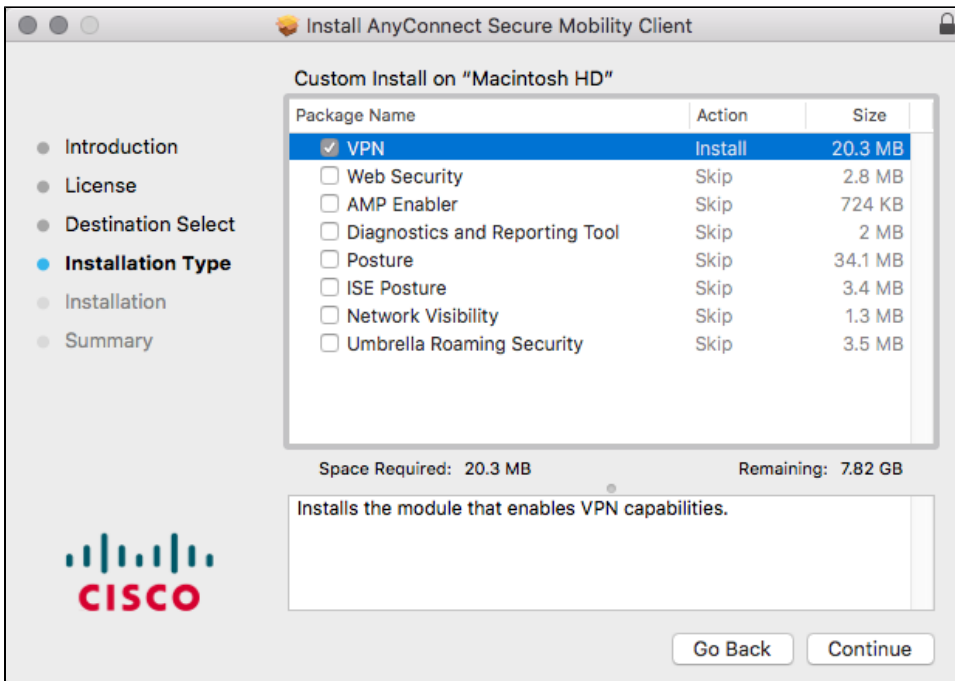 Install AnyConnect Secure Mobility Client
Custom Install on “Macintosh HD”
Introduction
License
Destination Select
Installation Type
Installation
Summary
Package Name Action Size
VPN Install 20.3 MB
Web Security Skip 2.8 MB
AMP Enabler Skip 724 KB
Diagnostics and Reporting Tool Skip 2 MB
Posture Skip 34.1 MB
ISE Posture Skip 3.4 MB
Network Visibility Skip 1.3 MB
Umbrella Roaming Security Skip 3.5 MB
Space Required: 20.3 MB Remaining: 7.82 GB
Installs the module that enables VPN capabilities.
CISCO
Go Back Continue